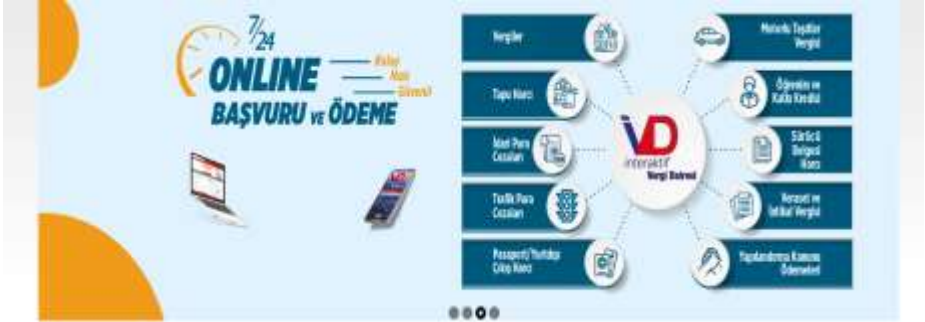 7/24
ONLINE
Kolay
Hızlı
Güvenli
BAŞVURU VE ÖDEME
Vergiler
Tapu Harcı
İdari Para
Cezaları
Trafik Para
Cezaları
Pasaport/Yurtdışı
Çıkış Harcı
İVD
interaktif
Vergi Dairesi
Motorlu Taşıtlar
Vergisi
Öğrenim ve
Katkı Kredisi
Sürücü
Belgesi
Harcı
Veraset ve
İntikal Vergisi
Yapılandırma Kanunu
Ödemeleri